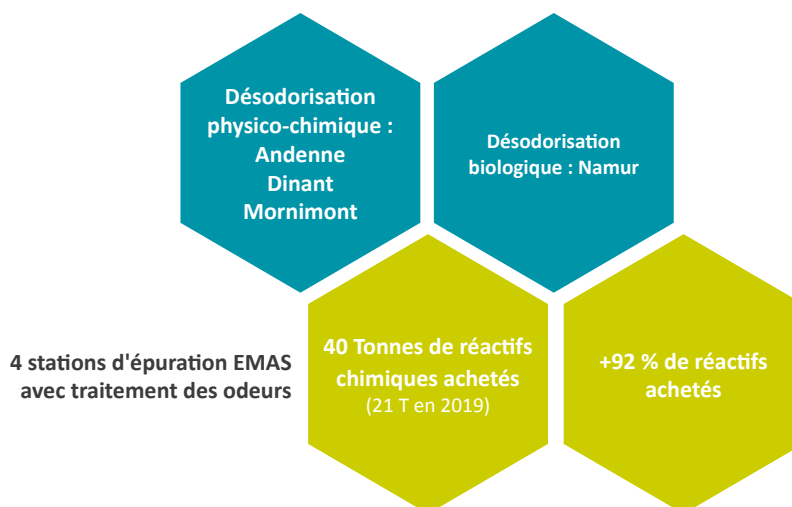 Désodorisation
physico-chimique :
Andenne
Dinant
Mornimont
Désodorisation
biologique : Namur
4 stations d'épuration EMAS
avec traitement des odeurs
40 Tonnes de réactifs
chimiques achetés
(21 T en 2019)
+92 % de réactifs
achetés